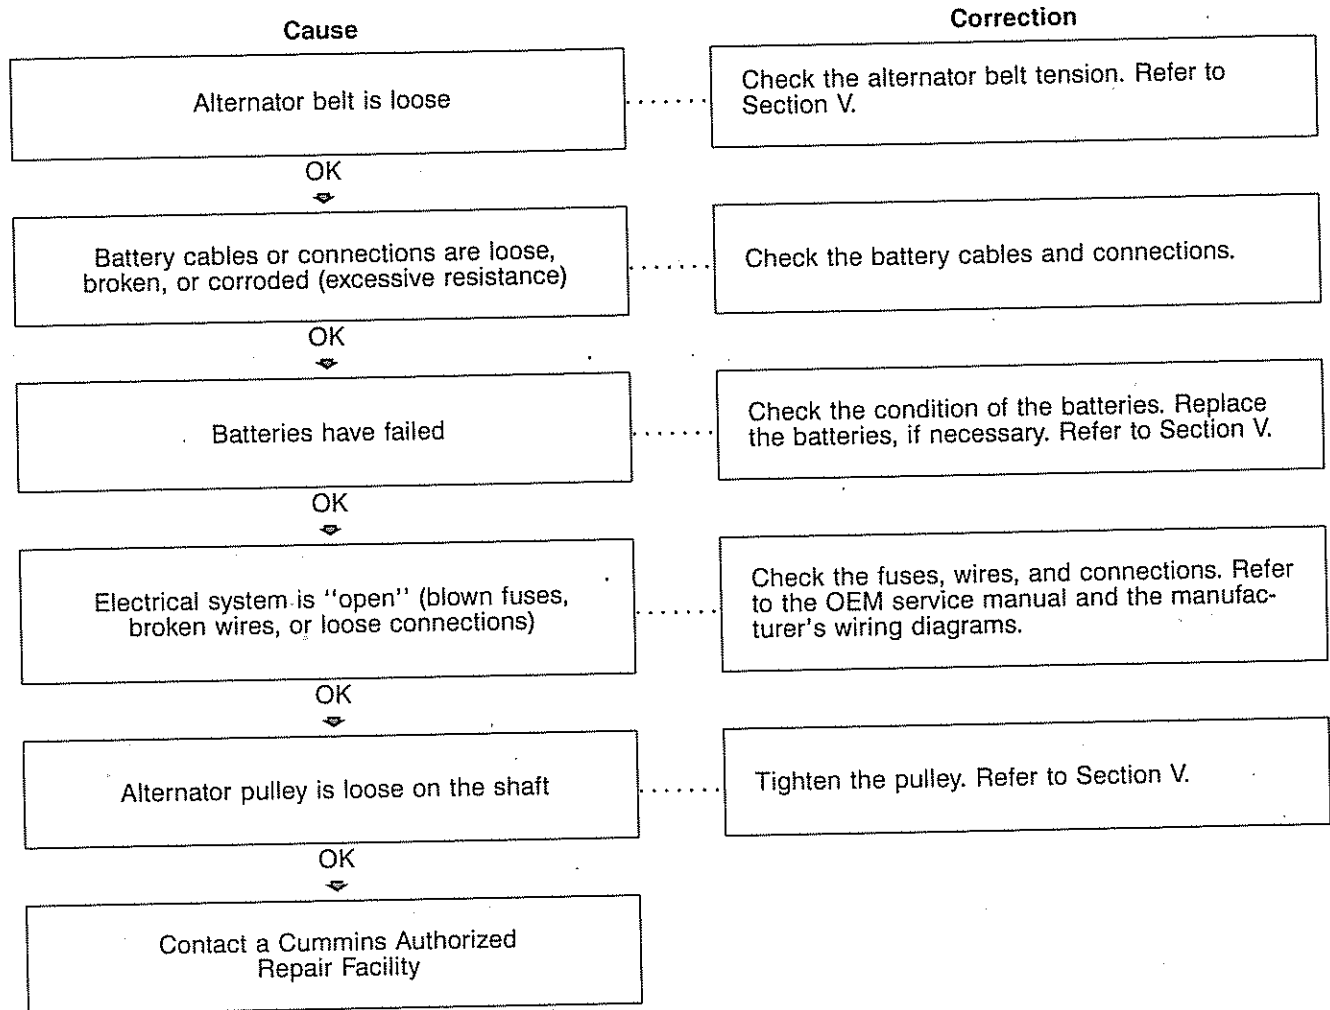 Cause
Correction
Alternator belt is loose
Check the alternator belt tension. Refer to
Section V.
OK
Battery cables or connections are loose,
broken, or corroded (excessive resistance)
Check the battery cables and connections.
OK
Batteries have failed
Check the condition of the batteries. Replace
the batteries, if necessary. Refer to Section V.
OK
Electrical system is "open" (blown fuses,
broken wires, or loose connections)
Check the fuses, wires, and connections. Refer
to the OEM service manual and the manufac-
turer's wiring diagrams.
OK
Alternator pulley is loose on the shaft
Tighten the pulley. Refer to Section V.
OK
Contact a Cummins Authorized
Repair Facility